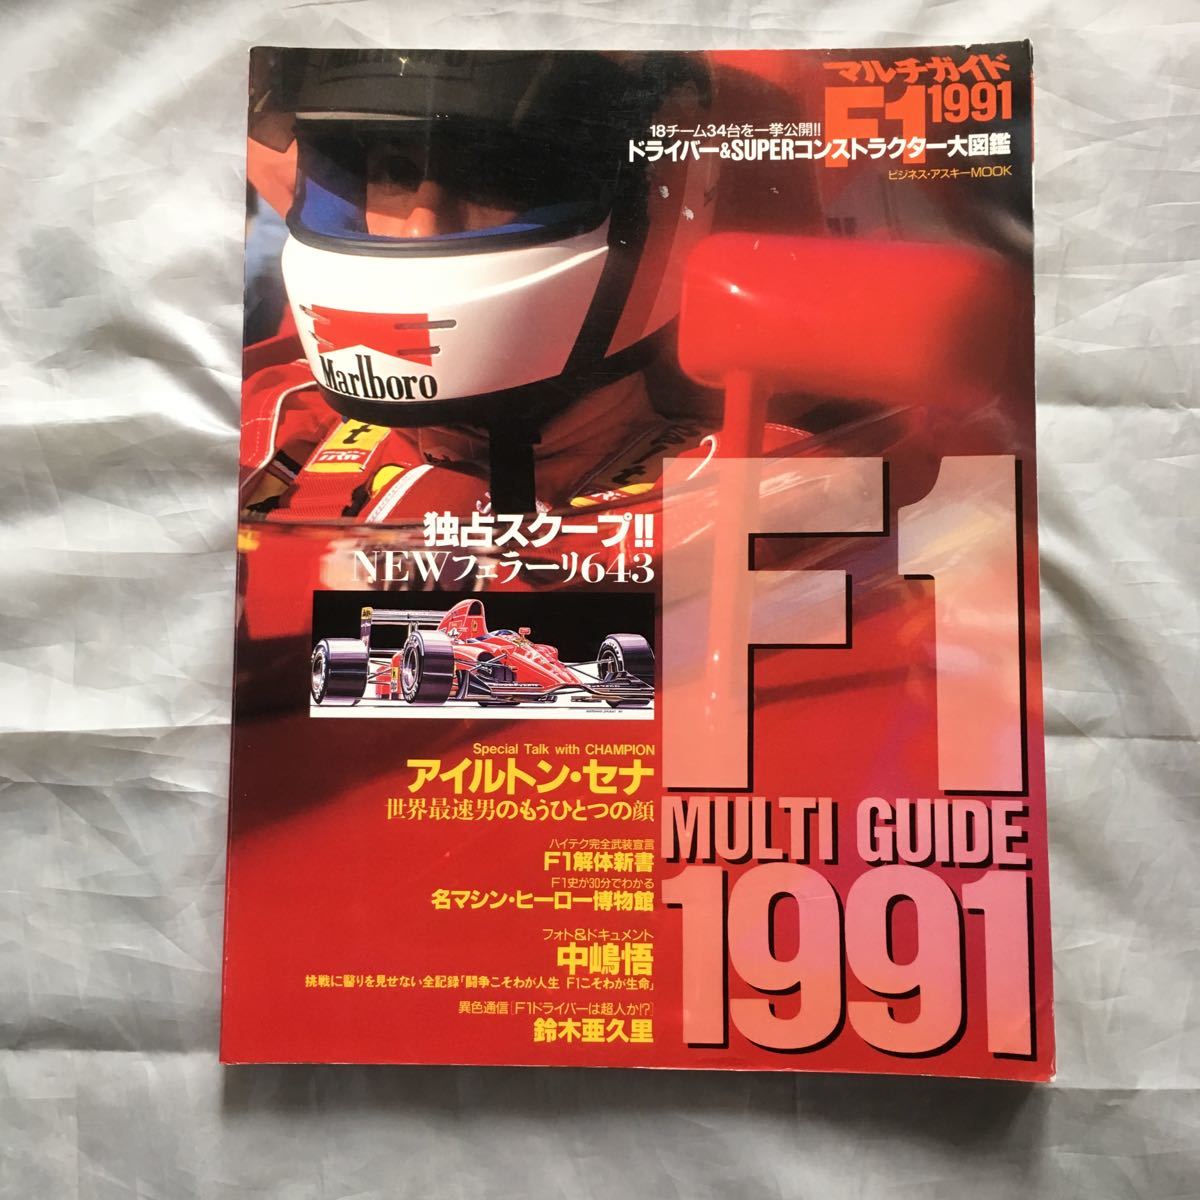 マルチガイド
F1 1991
18チーム34台を一挙公開!!
ドライバー&SUPERコンストラクター大図鑑
ビジネス・アスキーMOOK
Marlboro
独占スクープ!!
NEWフェラーリ643
Special Talk with CHAMPION
アイルトン・セナ
世界最速男のもうひとつの顔
ハイテク完全武装宣言
F1解体新書
F1史が30分でわかる
名マシン・ヒーロー博物館
フォト&ドキュメント
中嶋悟
挑戦に翳りを見せない全記録「闘争こそわが人生 F1こそわが生命」
異色通信[F1ドライバーは超人か!?]
鈴木亜久里
F1
MULTI GUIDE
1991